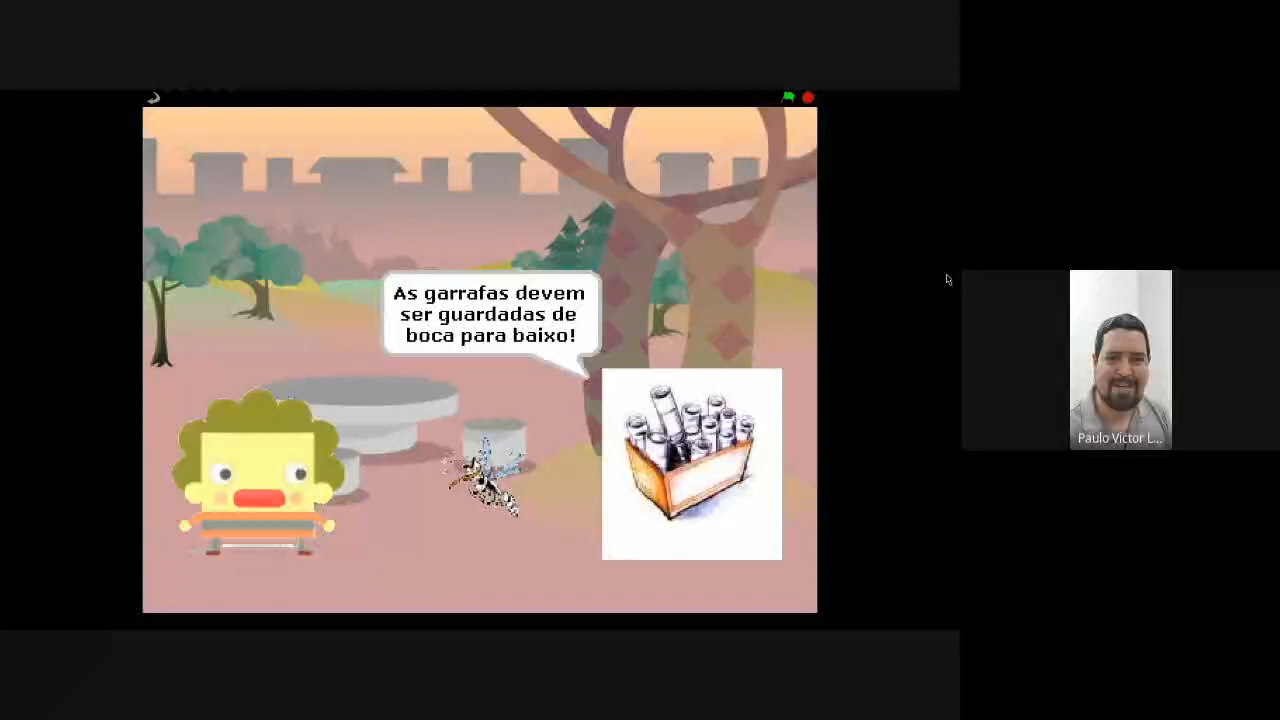 As garrafas devem
ser guardadas de
boca para baixo!
Paulo Victor L...